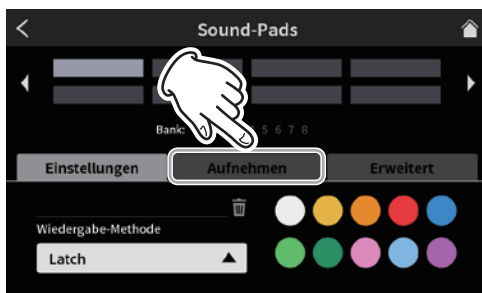 Sound-Pads
Bank: 5 6 7 8
Einstellungen Aufnehmen Erweitert
Wiedergabe-Methode
Latch